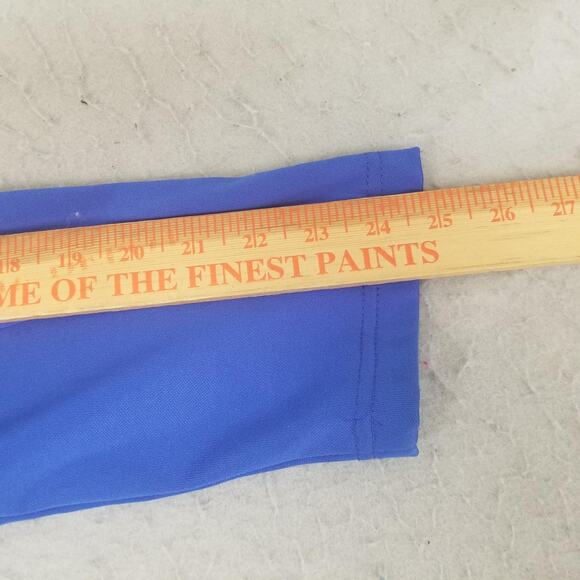 18 19 20 21 22 23 24 25 26 27
ME OF THE FINEST PAINTS